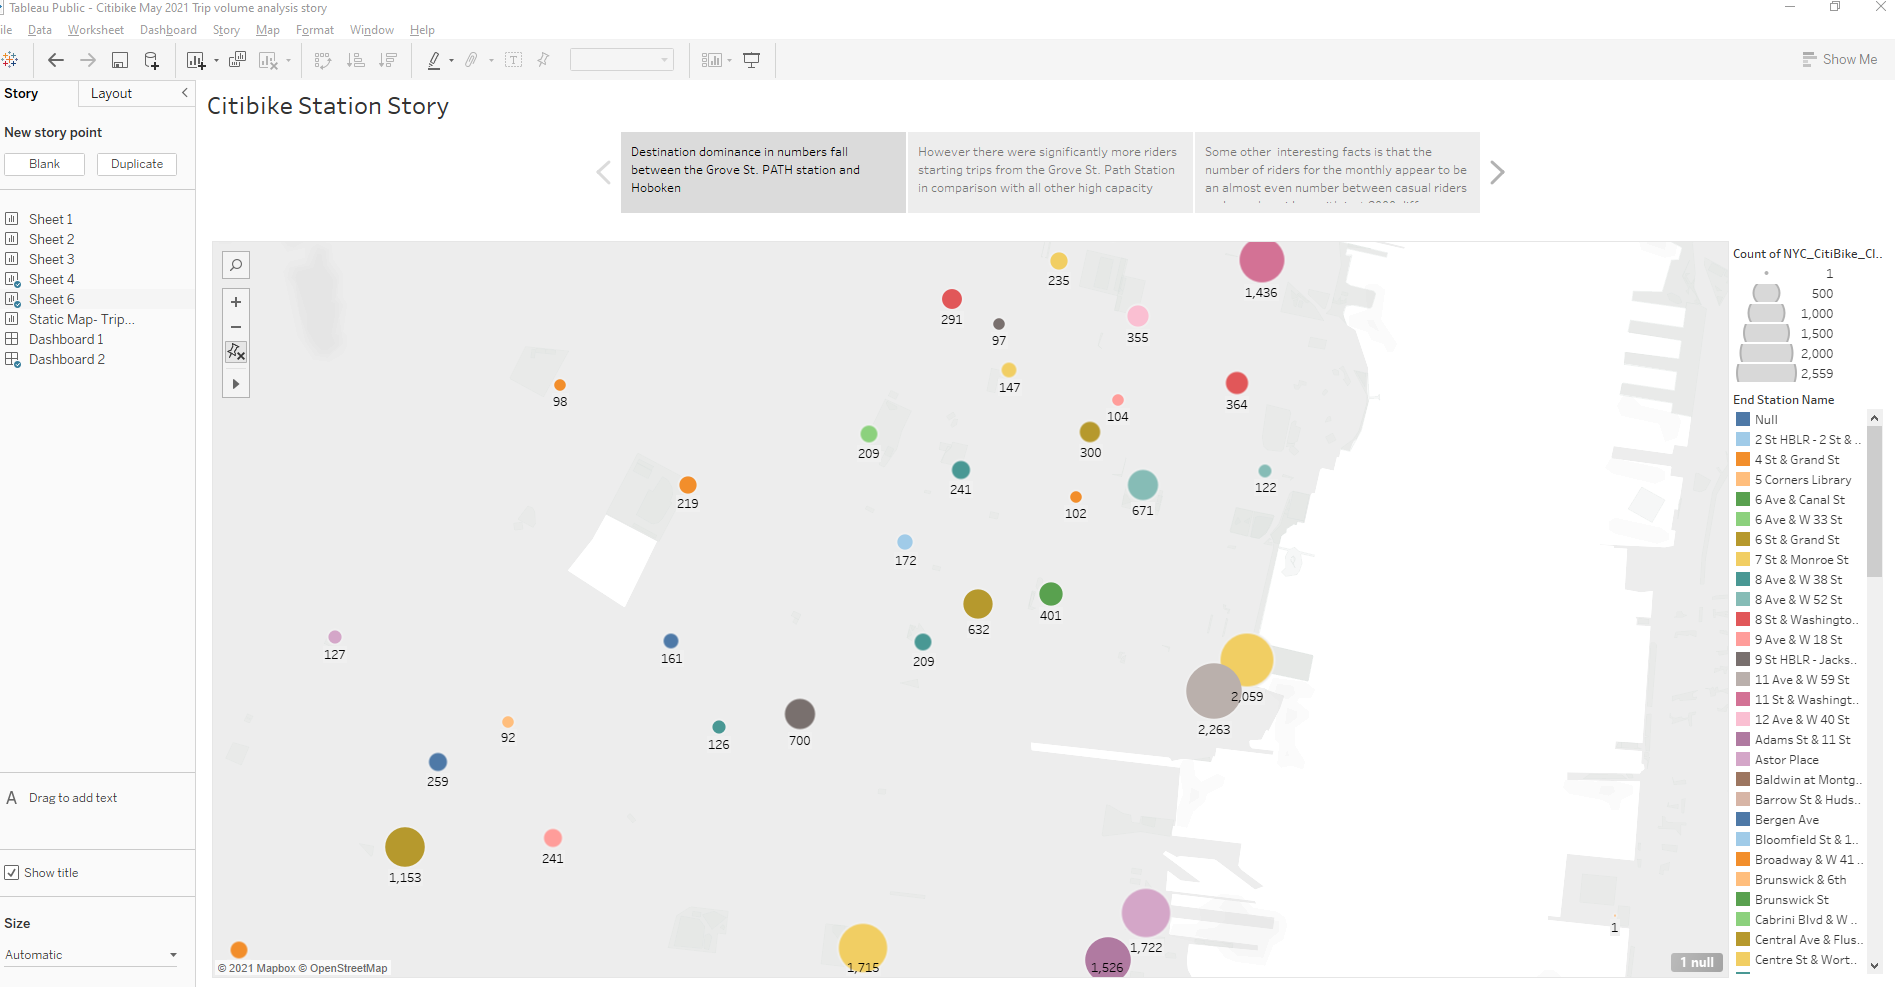 Tableau Public - Citibike May 2021 Trip volume analysis story
ile Data Worksheet Dashboard Story Map Format Window Help
Show Me
Story Layout
New story point
Blank Duplicate
Sheet 1
Sheet 2
Sheet 3
Sheet 4
Sheet 6
Static Map- Trip...
Dashboard 1
Dashboard 2
A Drag to add text
Show title
Size
Automatic
Citibike Station Story
Destination dominance in numbers fall
between the Grove St. PATH station and
Hoboken
However there were significantly more riders
starting trips from the Grove St. Path Station
in comparison with all other high capacity
Some other interesting facts is that the
number of riders for the monthly appear to be
an almost even number between casual riders
235
1,436
291
97
355
147
98
364
104
209
300
241
122
219
102
671
172
401
632
127
161
209
2,059
2,263
92
126
700
259
1,153
241
1,722
1
1,715
1,526
© 2021 Mapbox © OpenStreetMap
1 null
Count of NYC_CitiBike_Cl..
1
500
1,000
1,500
2,000
2,559
End Station Name
Null
2 St HBLR - 2 St & ..
4 St & Grand St
5 Corners Library
6 Ave & Canal St
6 Ave & W 33 St
6 St & Grand St
7 St & Monroe St
8 Ave & W 38 St
8 Ave & W 52 St
8 St & Washingto..
9 Ave & W 18 St
9 St HBLR - Jacks..
11 Ave & W 59 St
11 St & Washingt..
12 Ave & W 40 St
Adams St & 11 St
Astor Place
Baldwin at Montg..
Barrow St & Huds..
Bergen Ave
Bloomfield St & 1..
Broadway & W 41 ..
Brunswick & 6th
Brunswick St
Cabrini Blvd & W ..
Central Ave & Flus..
Centre St & Wort..